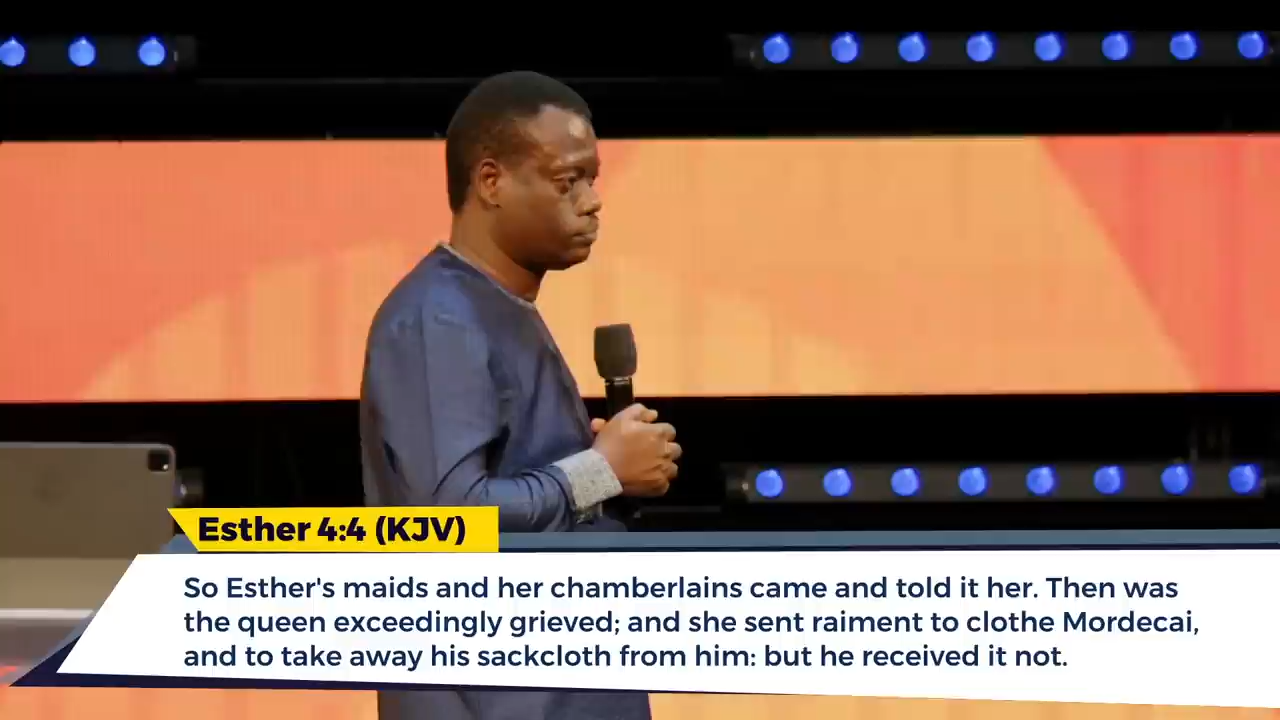 Esther 4:4 (KJV)
So Esther's maids and her chamberlains came and told it her. Then was
the queen exceedingly grieved; and she sent raiment to clothe Mordecai,
and to take away his sackcloth from him: but he received it not.